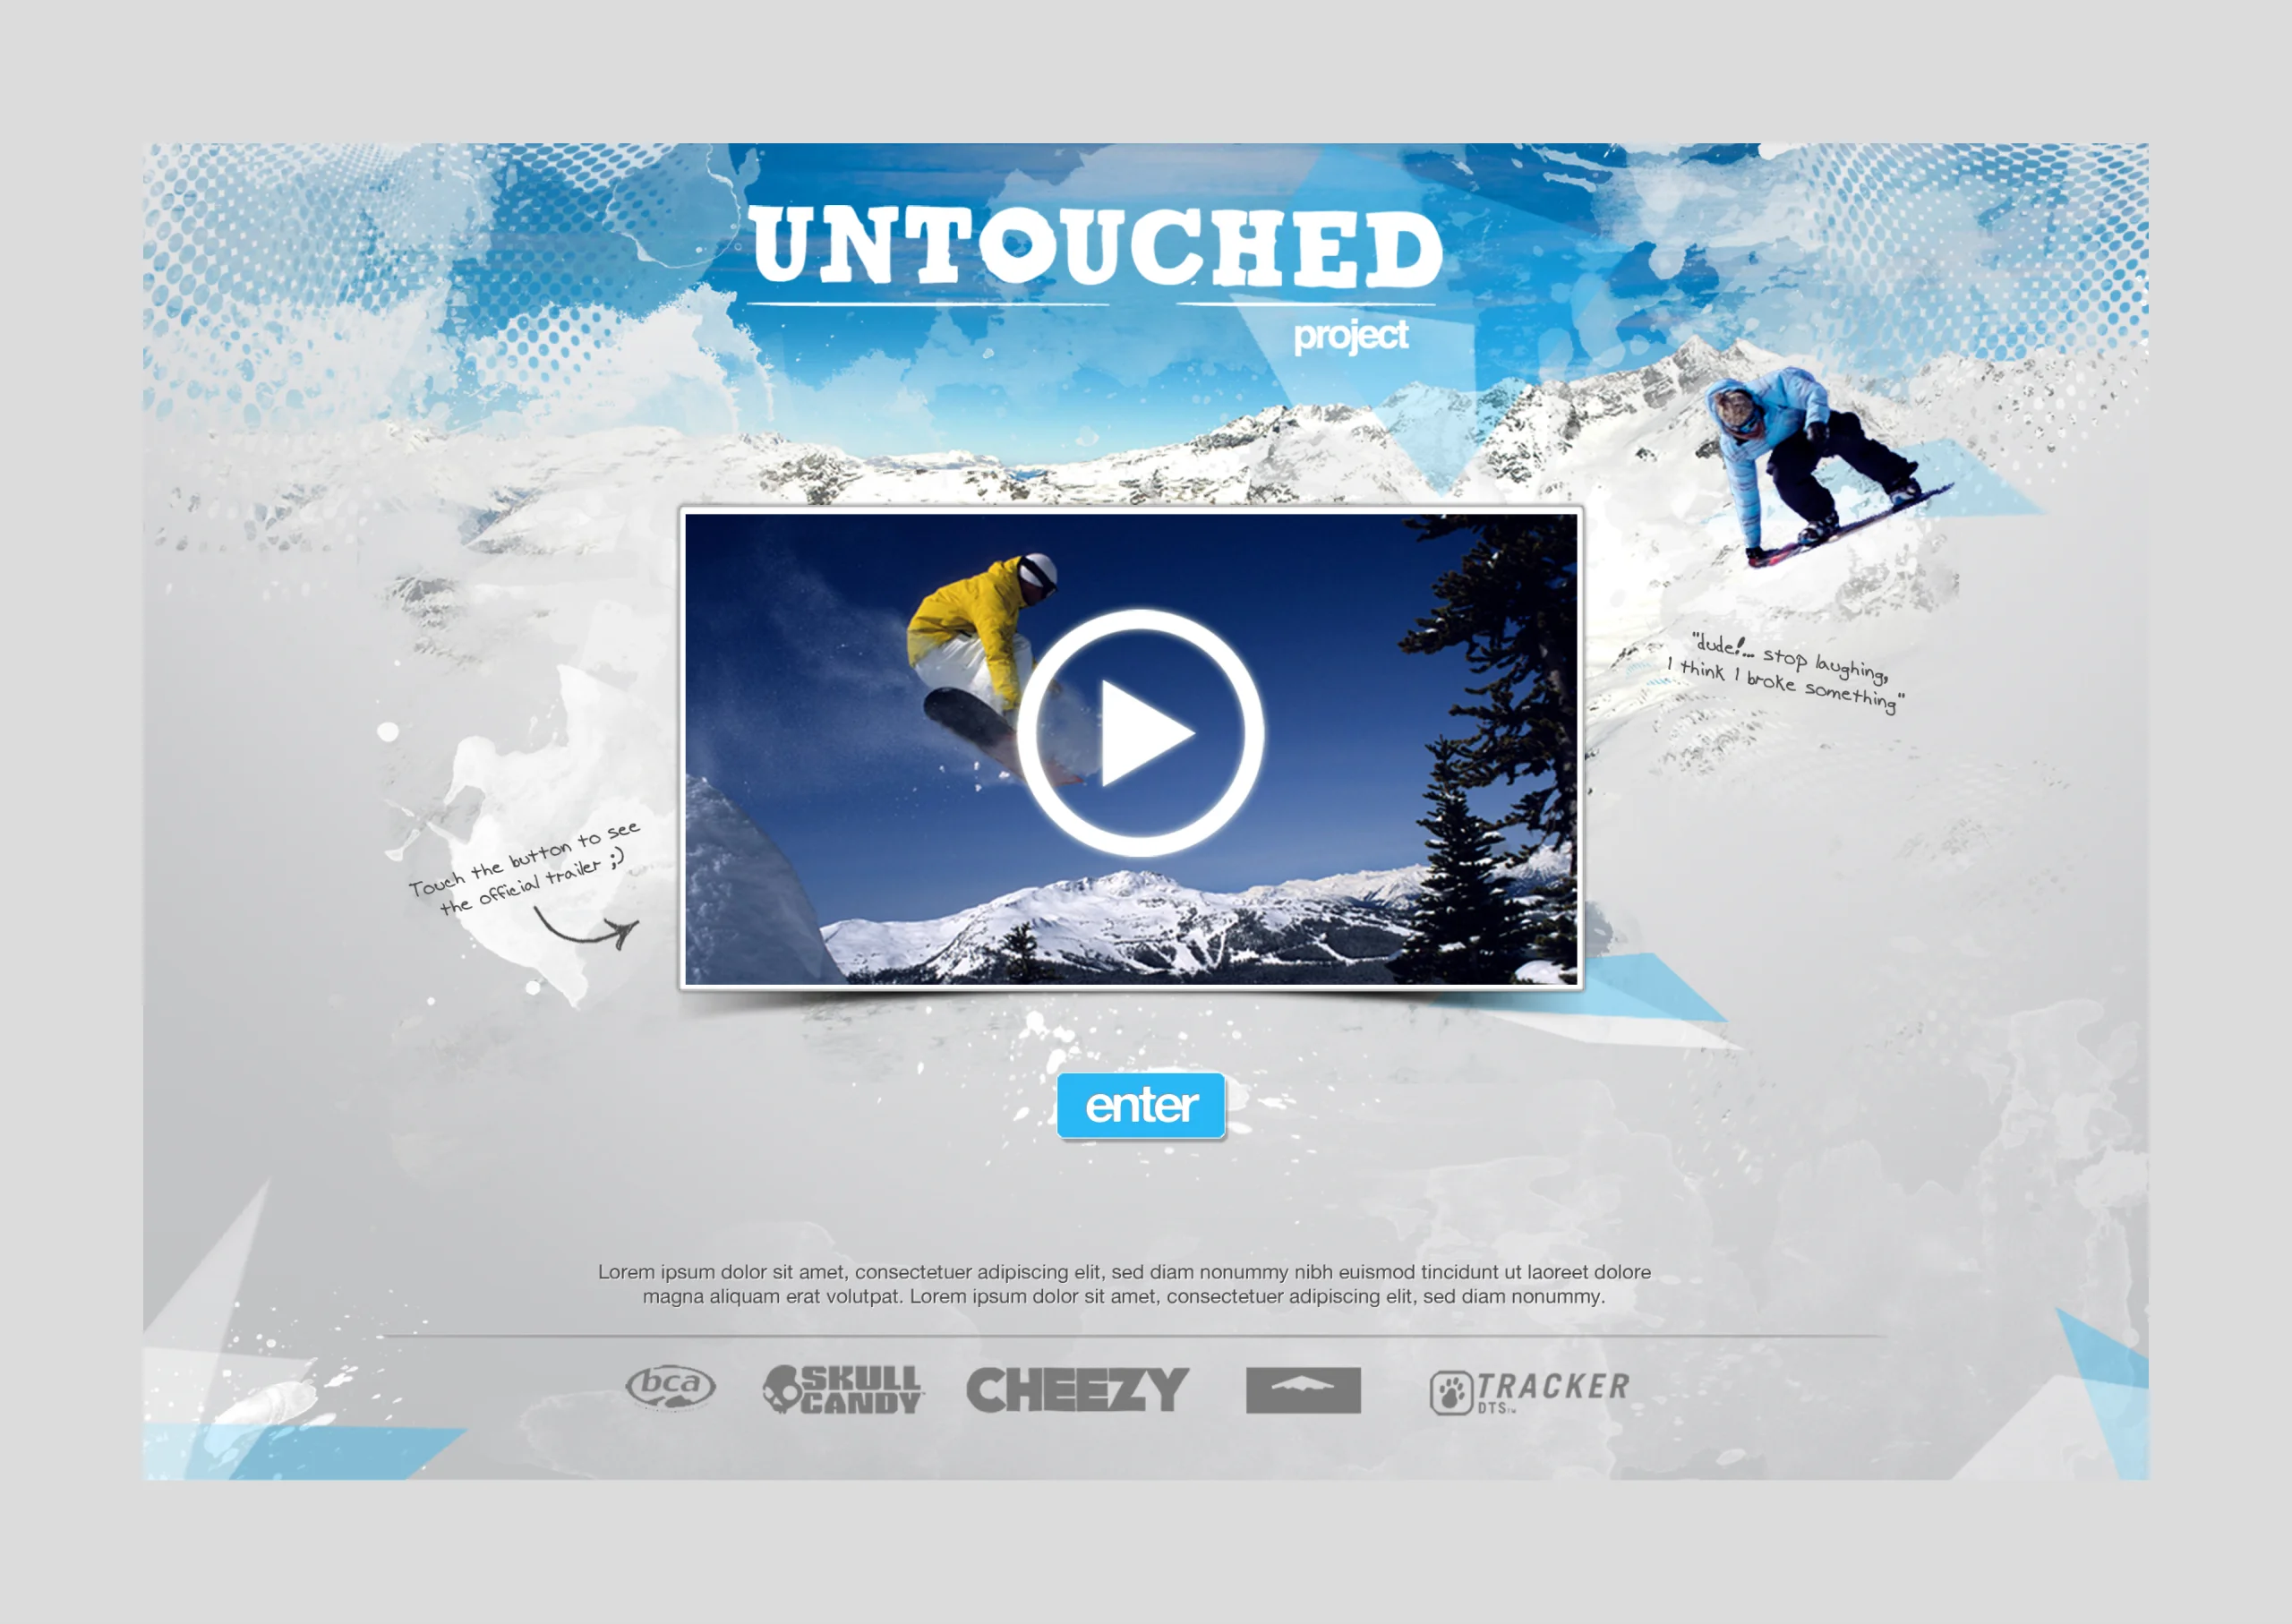 UNTOUCHED
project
"dude!... stop laughing,
I think I broke something"
Touch the button to see
the official trailer ;)
enter
Lorem ipsum dolor sit amet, consectetuer adipiscing elit, sed diam nonummy nibh euismod tincidunt ut laoreet dolore
magna aliquam erat volutpat. Lorem ipsum dolor sit amet, consectetuer adipiscing elit, sed diam nonummy.
bca
SKULL
CANDY
CHEEZY
TRACKER
DTS™